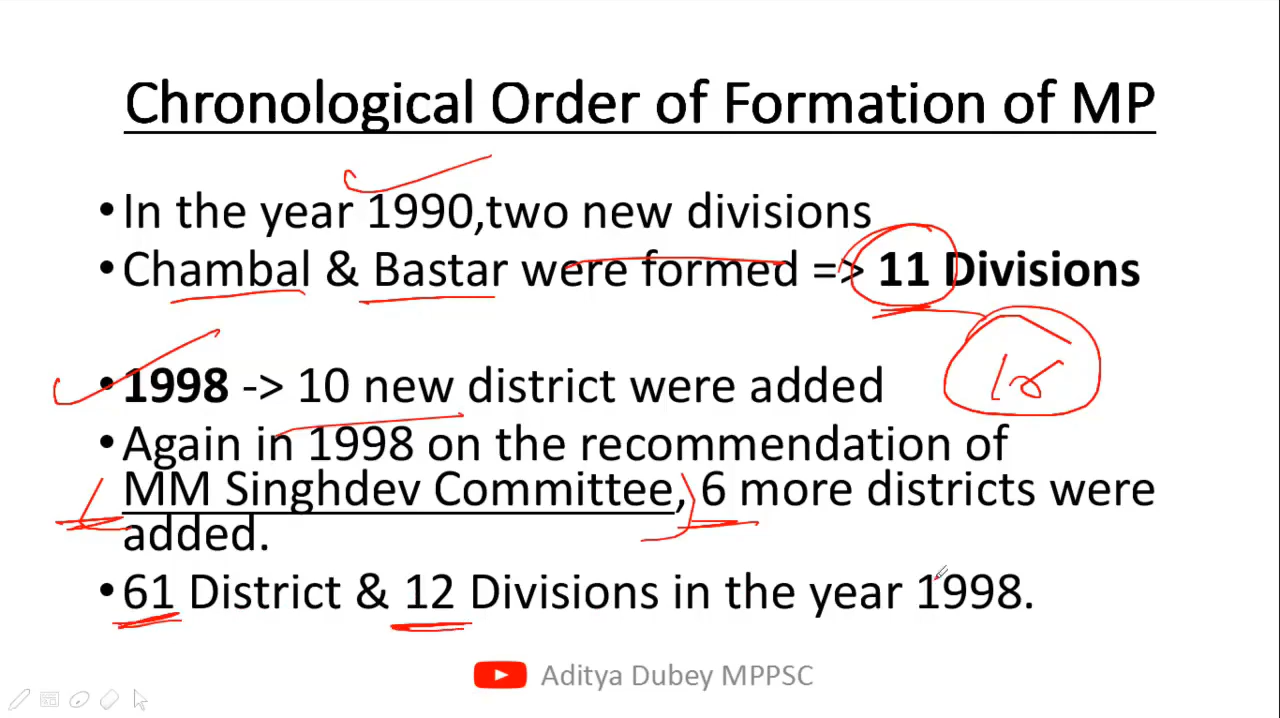 Chronological Order of Formation of MP
• In the year 1990,two new divisions
• Chambal & Bastar were formed => 11 Divisions
• 1998 -> 10 new district were added
• Again in 1998 on the recommendation of
MM Singhdev Committee, 6 more districts were
added.
• 61 District & 12 Divisions in the year 1998.
Aditya Dubey MPPSC